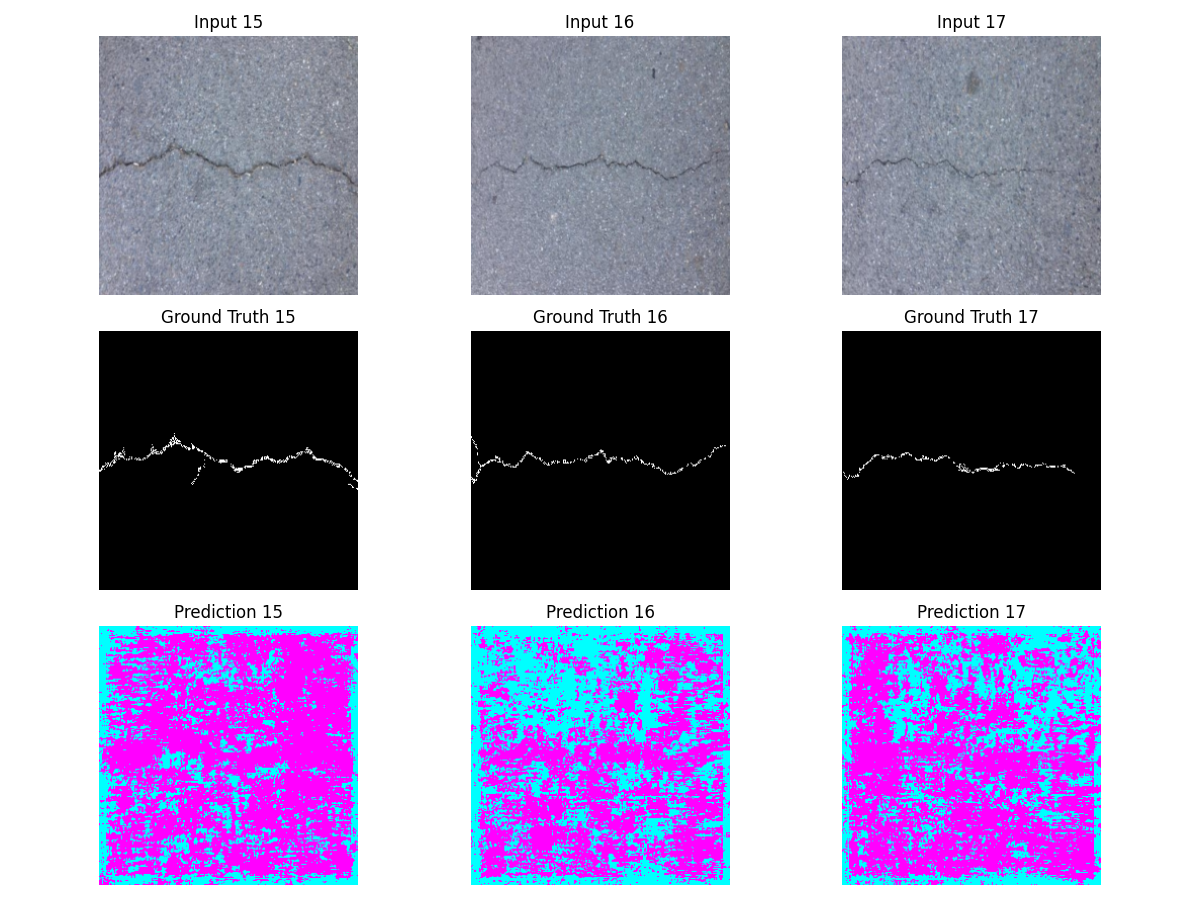 Input 15
Input 16
Input 17
Ground Truth 15
Ground Truth 16
Ground Truth 17
Prediction 15
Prediction 16
Prediction 17